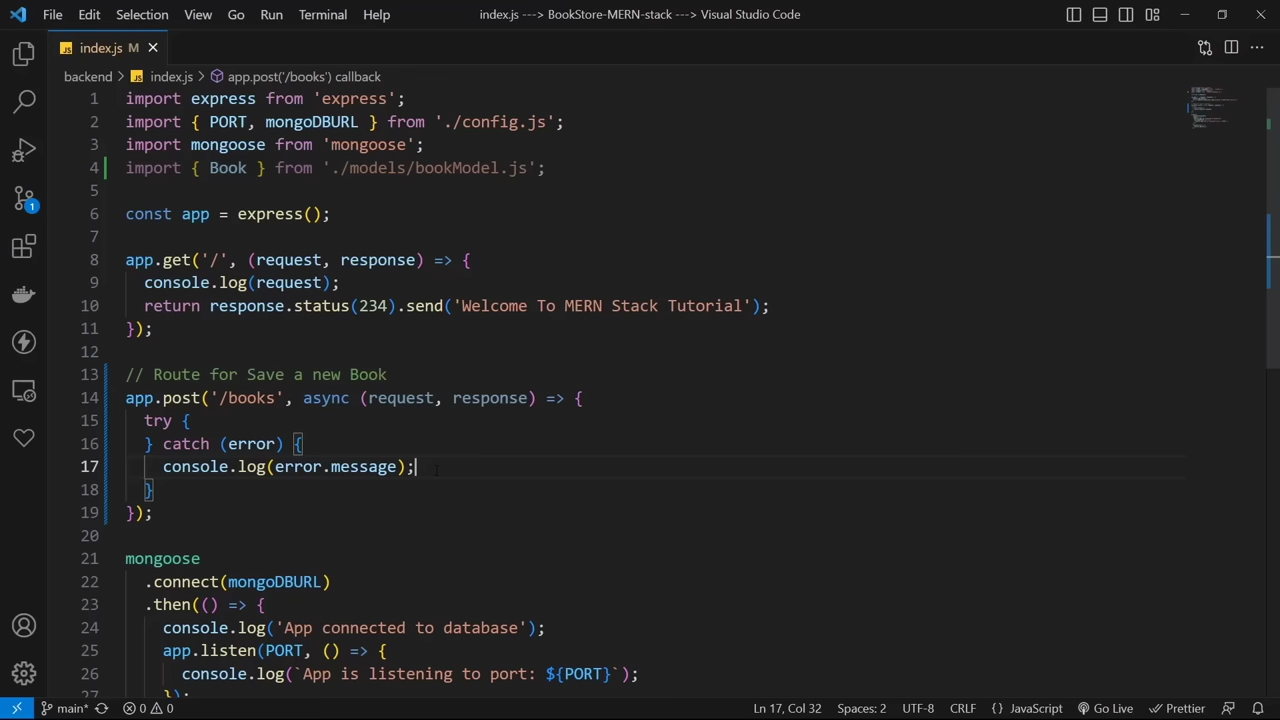 File Edit Selection View Go Run Terminal Help index.js ---> BookStore-MERN-stack ---> Visual Studio Code
JS index.js M
backend > JS index.js > app.post('/books') callback
1 import express from 'express';
2 import { PORT, mongoDBURL } from './config.js';
3 import mongoose from 'mongoose';
4 import { Book } from './models/bookModel.js';
5
6 const app = express();
7
8 app.get('/', (request, response) => {
9 console.log(request);
10 return response.status(234).send('Welcome To MERN Stack Tutorial');
11 });
12
13 // Route for Save a new Book
14 app.post('/books', async (request, response) => {
15 try {
16 } catch (error) {
17 console.log(error.message);
18 }
19 });
20
21 mongoose
22 .connect(mongoDBURL)
23 .then(() => {
24 console.log('App connected to database');
25 app.listen(PORT, () => {
26 console.log(`App is listening to port: ${PORT}`);
27 });
1
main* 0 0 Ln 17, Col 32 Spaces: 2 UTF-8 CRLF {} JavaScript Go Live Prettier